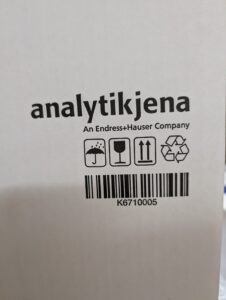 analytikjena
An Endress+Hauser Company
K6710005